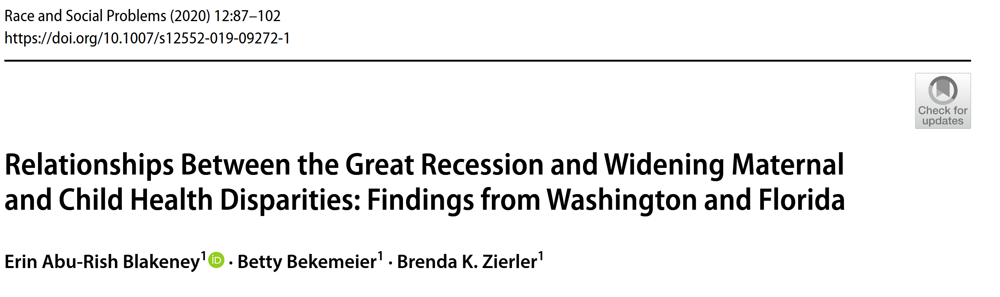 Race and Social Problems (2020) 12:87–102
https://doi.org/10.1007/s12552-019-09272-1
Check for
updates
Relationships Between the Great Recession and Widening Maternal
and Child Health Disparities: Findings from Washington and Florida
Erin Abu-Rish Blakeney¹ iD · Betty Bekemeier¹ · Brenda K. Zierler¹